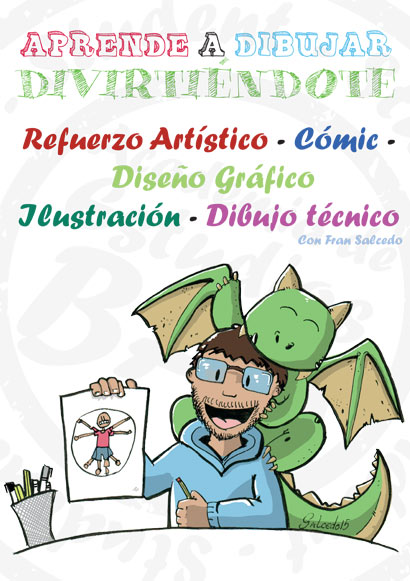 APRENDE A DIBUJAR
DIVIRTIÉNDOTE
Refuerzo Artístico - Cómic -
Diseño Gráfico
Ilustración - Dibujo técnico
Con Fran Salcedo
Salcedo15